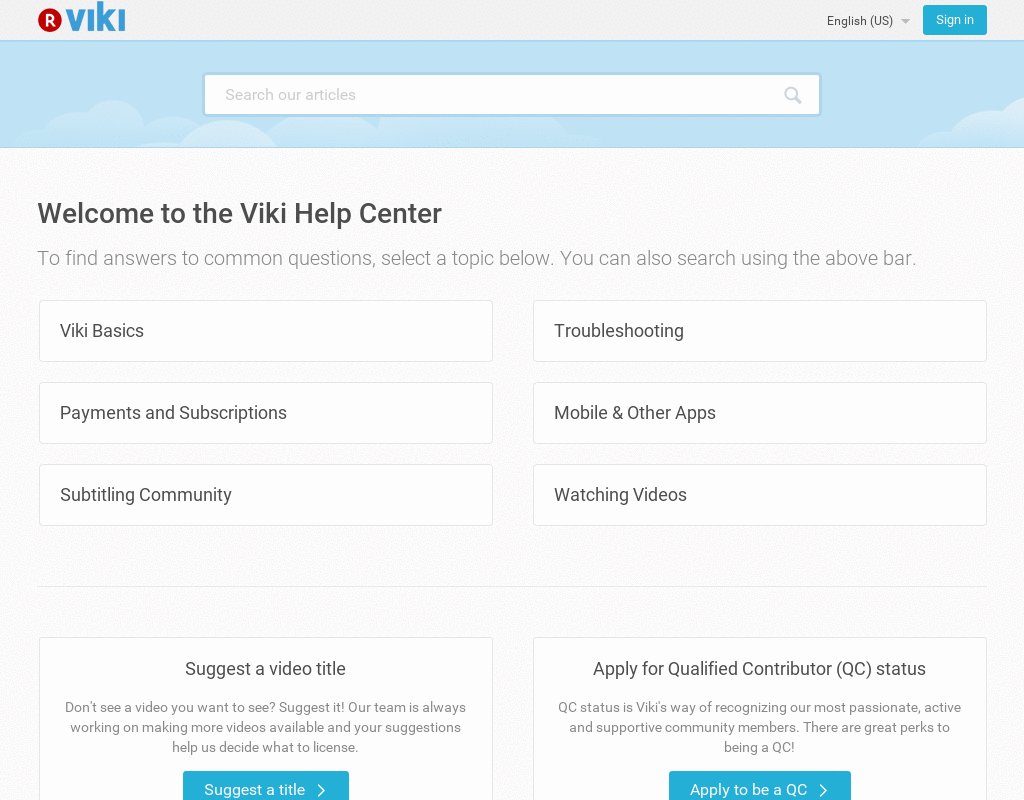 R viki
English (US)
Sign in
Search our articles
Welcome to the Viki Help Center
To find answers to common questions, select a topic below. You can also search using the above bar.
Viki Basics
Troubleshooting
Payments and Subscriptions
Mobile & Other Apps
Subtitling Community
Watching Videos
Suggest a video title
Don't see a video you want to see? Suggest it! Our team is always
working on making more videos available and your suggestions
help us decide what to license.
Suggest a title
Apply for Qualified Contributor (QC) status
QC status is Viki's way of recognizing our most passionate, active
and supportive community members. There are great perks to
being a QC!
Apply to be a QC